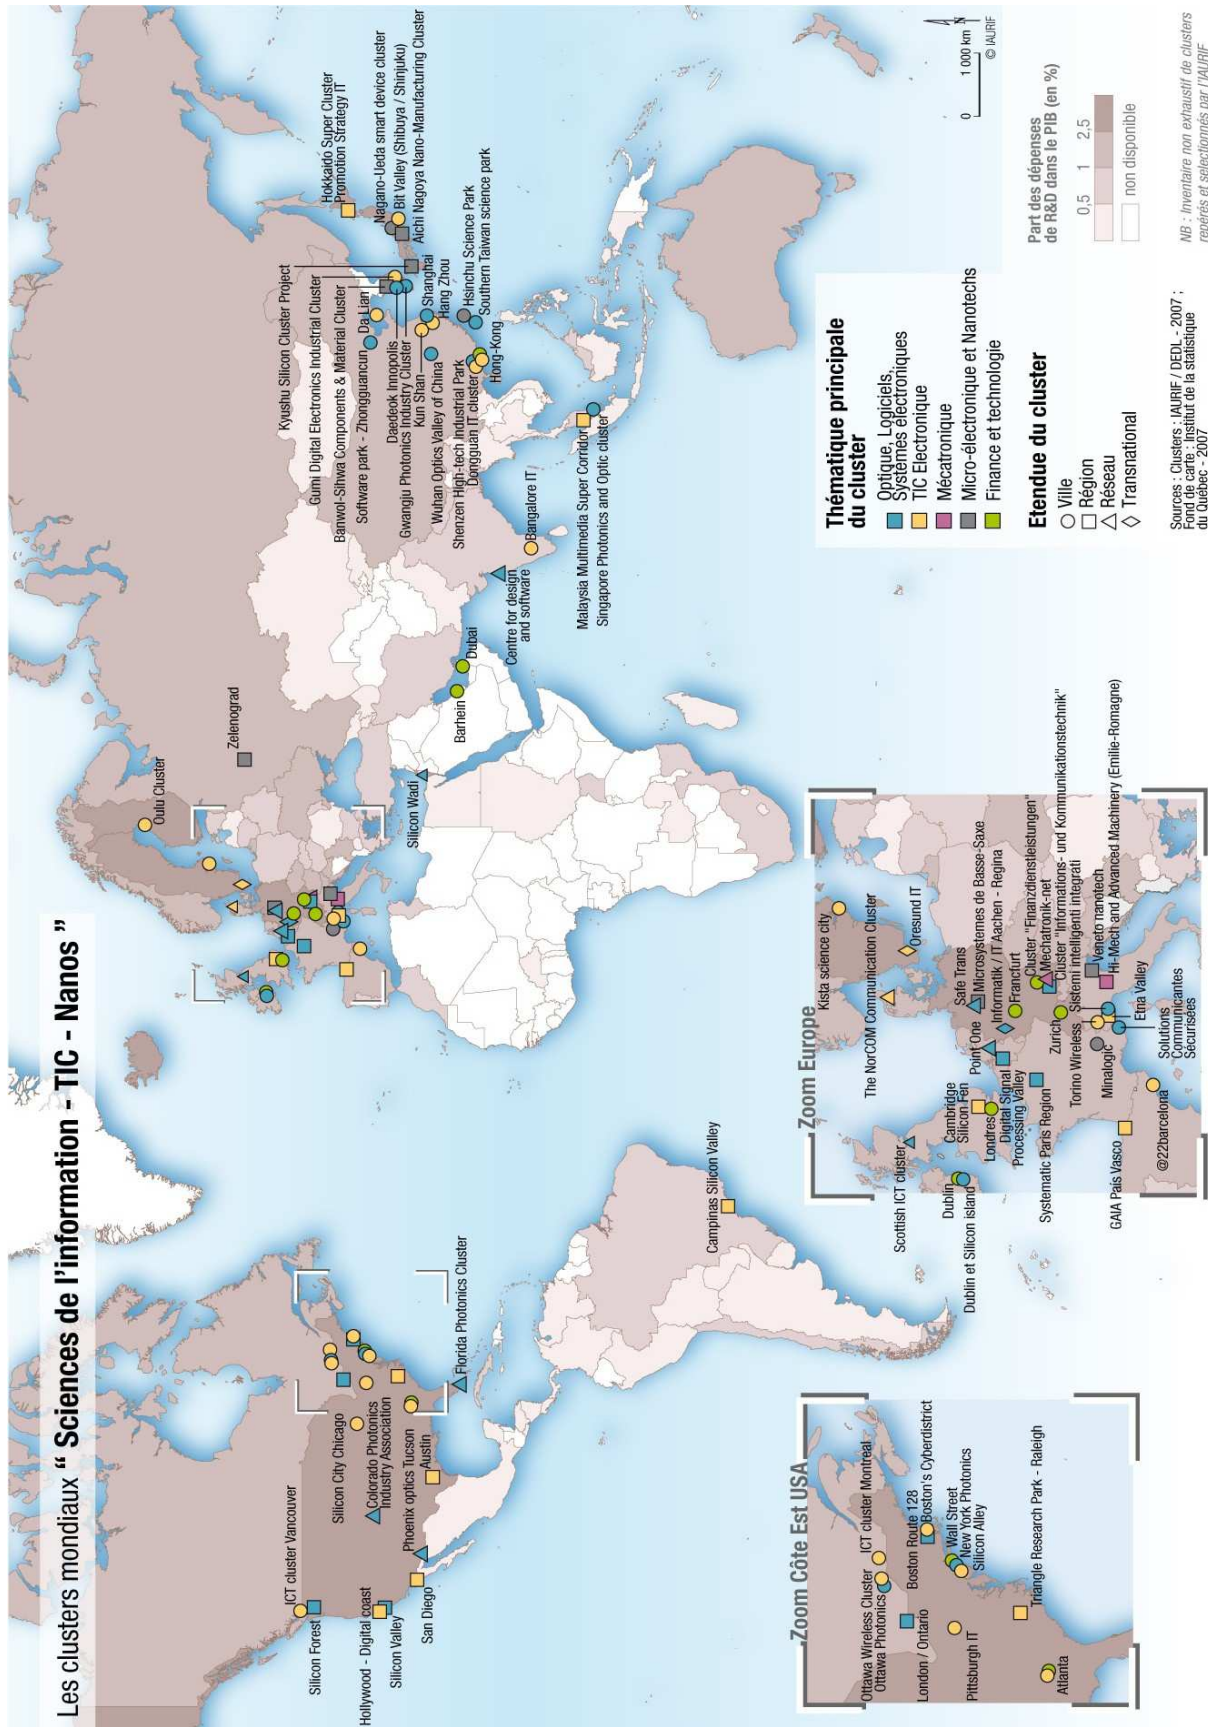 Les clusters mondiaux “ Sciences de l'information - TIC - Nanos ”
ICT cluster Vancouver
Silicon Forest
Hollywood - Digital coast
Silicon Valley
San Diego
Silicon City Chicago
Colorado Photonics
Industry Association
Phoenix optics Tucson
Austin
Florida Photonics Cluster
Campinas Silicon Valley
Oulu Cluster
Zelenograd
Silicon Wadi
Barhein
Dubai
Centre for design
and software
Bangalore IT
Malaysia Multimedia Super Corridor
Singapore Photonics and Optic cluster
Kyushu Silicon Cluster Project
Gumi Digital Electronics Industrial Cluster
Banwol-Sihwa Components & Material Cluster
Software park - Zhongguancun
Da Lian
Daedeok Innopolis
Gwangju Photonics Industry Cluster
Kun Shan
Wuhan Optics Valley of China
Shenzen High-tech Industrial Park
Dongguan IT cluster
Hong-Kong
Shanghai
Hang Zhou
Hsinchu Science Park
Southern Taiwan science park
Hokkaido Super Cluster
Promotion Strategy IT
Nagano-Ueda smart device cluster
Bit Valley (Shibuya / Shinjuku)
Aichi Nagoya Nano-Manufacturing Cluster
Zoom Côte Est USA
Ottawa Wireless Cluster
Ottawa Photonics
ICT cluster Montreal
London / Ontario
Boston Route 128
Boston's Cyberdistrict
Wall Street
New York Photonics
Silicon Alley
Pittsburgh IT
Triangle Research Park - Raleigh
Atlanta
Zoom Europe
Kista science city
The NorCOM Communication Cluster
Oresund IT
Scottish ICT cluster
Dublin
Dublin et Silicon island
Cambridge
Silicon Fen
Londres
Digital Signal
Processing Valley
Systematic Paris Region
Point One
Safe Trans
Microsystemes de Basse-Saxe
Informatik / IT Aachen - Regina
Francfurt
Cluster "Finanzdienstleistungen"
Mechatronik-net
Cluster "Informations- und Kommunikationstechnik"
Zurich
Sistemi intelligenti integrati
Torino Wireless
Veneto nanotech
Hi-Mech and Advanced Machinery (Emilie-Romagne)
Minalogic
Etna Valley
Solutions
Communicantes
Sécurisées
GAIA País Vasco
@22barcelona
Thématique principale
du cluster
Optique, Logiciels,
Systèmes électroniques
TIC Electronique
Mécatronique
Micro-électronique et Nanotechs
Finance et technologie
Etendue du cluster
Ville
Région
Réseau
Transnational
Part des dépenses
de R&D dans le PIB (en %)
0,5 1 2,5
non disponible
0 1 000 km
N
© IAURIF
Sources : Clusters : IAURIF / DEDL - 2007 ;
Fond de carte : Institut de la statistique
du Québec - 2007
NB : Inventaire non exhaustif de clusters
repérés et sélectionnés par l'IAURIF